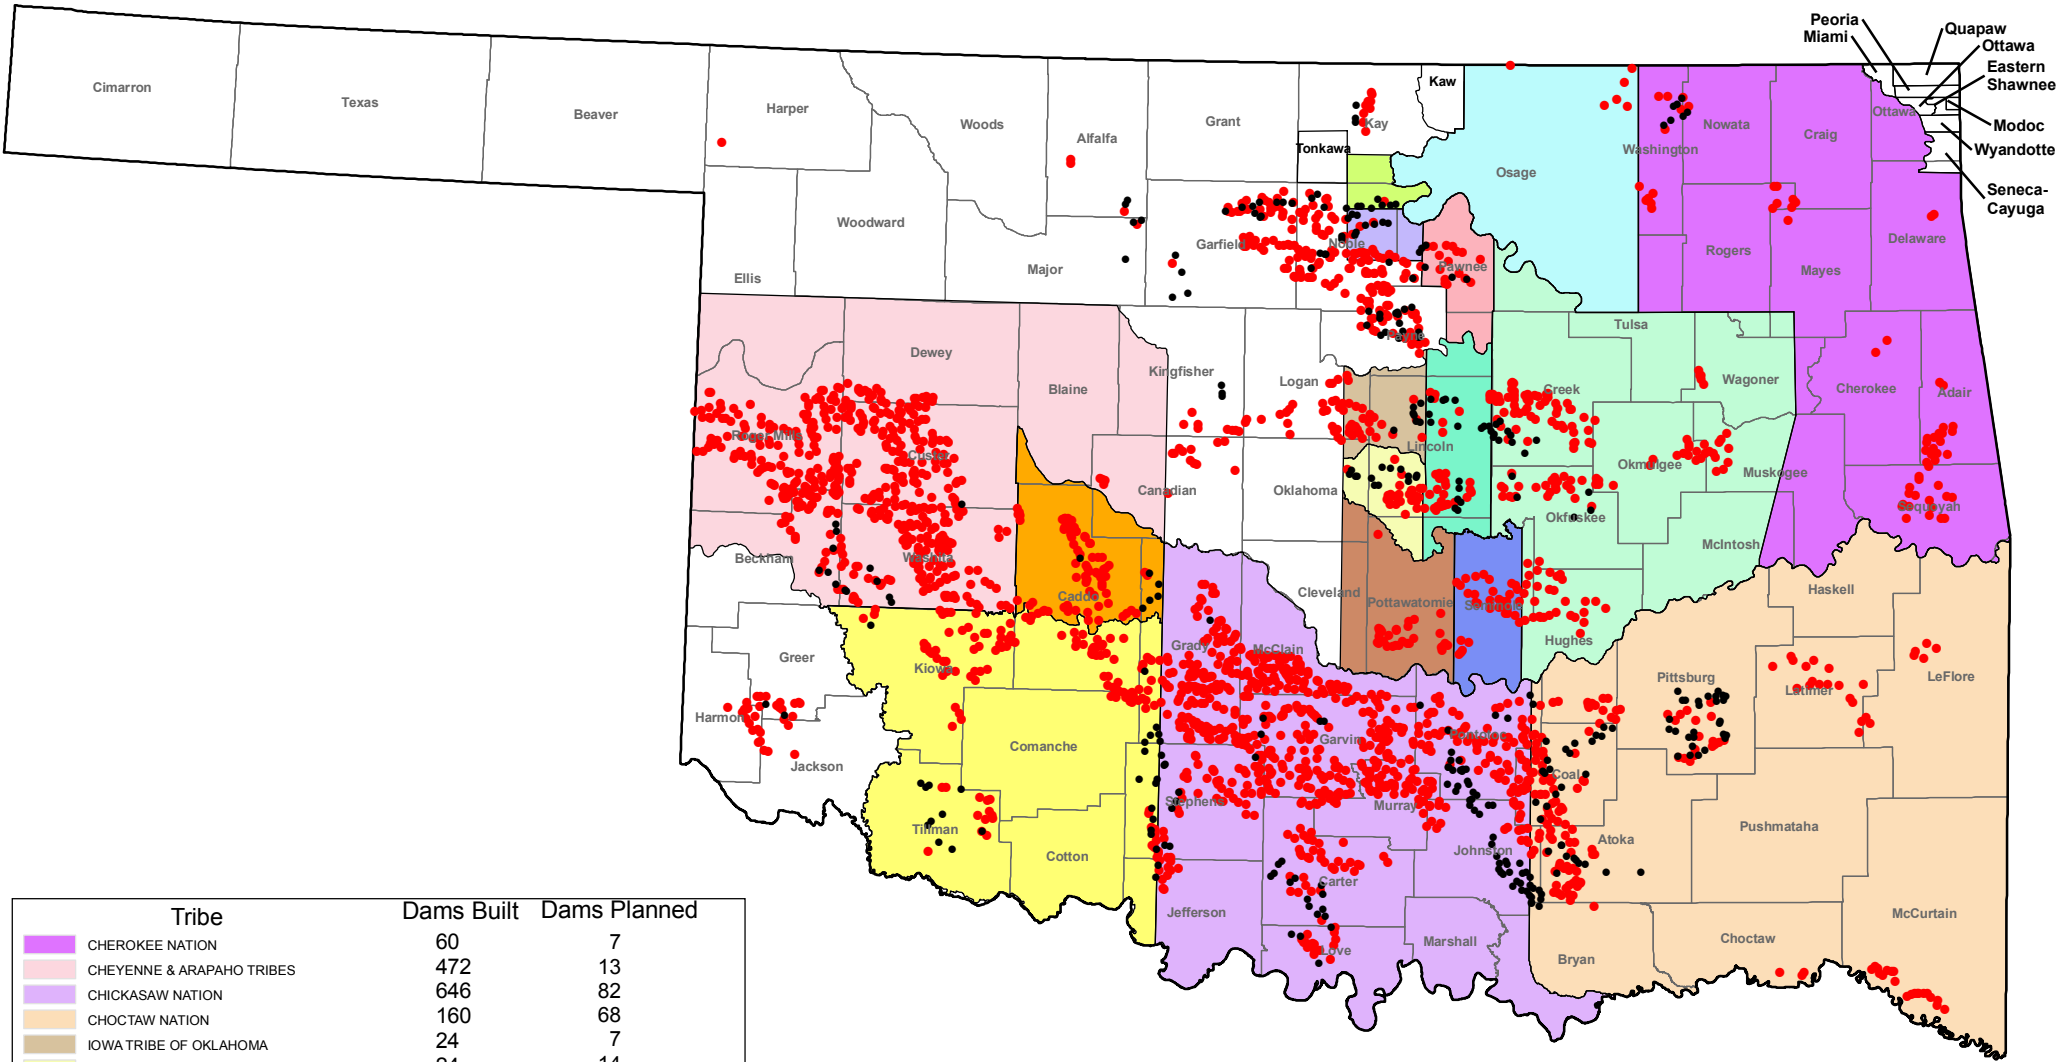 Peoria
Miami
Quapaw
Ottawa
Eastern
Shawnee
Modoc
Wyandotte
Seneca-
Cayuga
Kaw
Tonkawa
Cimarron
Texas
Beaver
Harper
Woods
Alfalfa
Grant
Kay
Osage
Washington
Nowata
Craig
Ottawa
Woodward
Ellis
Major
Garfield
Noble
Pawnee
Rogers
Mayes
Delaware
Dewey
Blaine
Kingfisher
Logan
Payne
Tulsa
Creek
Wagoner
Cherokee
Adair
Roger Mills
Custer
Canadian
Oklahoma
Lincoln
Okmulgee
Muskogee
Okfuskee
Sequoyah
Beckham
Washita
Caddo
Cleveland
Pottawatomie
Seminole
McIntosh
Haskell
Hughes
Greer
Kiowa
Grady
McClain
Pittsburg
Latimer
LeFlore
Harmon
Jackson
Comanche
Garvin
Pontotoc
Coal
Stephens
Murray
Tillman
Cotton
Johnston
Atoka
Pushmataha
Carter
Jefferson
Love
Marshall
Bryan
Choctaw
McCurtain
Tribe Dams Built Dams Planned
CHEROKEE NATION 60 7
CHEYENNE & ARAPAHO TRIBES 472 13
CHICKASAW NATION 646 82
CHOCTAW NATION 160 68
IOWA TRIBE OF OKLAHOMA 24 7